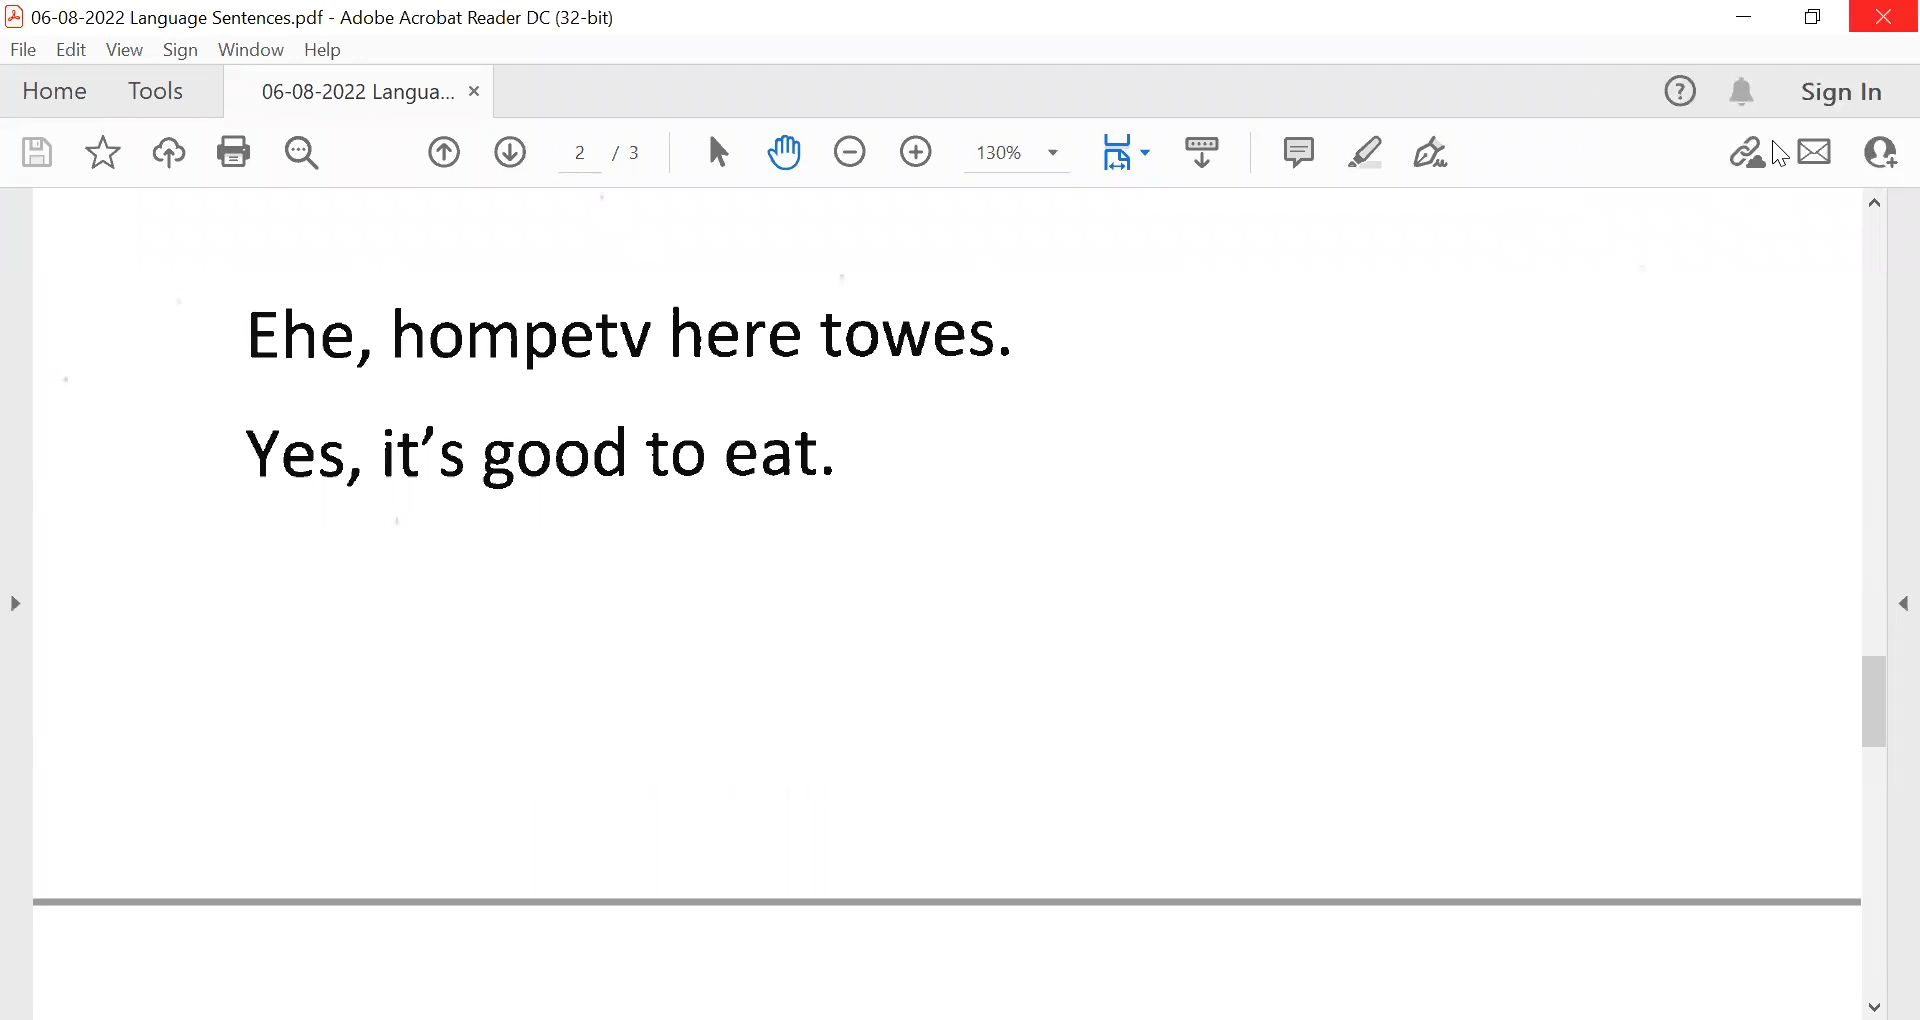 06-08-2022 Language Sentences.pdf - Adobe Acrobat Reader DC (32-bit)
File Edit View Sign Window Help
Home Tools 06-08-2022 Langua... Sign In
2 / 3 130%
Ehe, hompetv here towes.
Yes, it's good to eat.